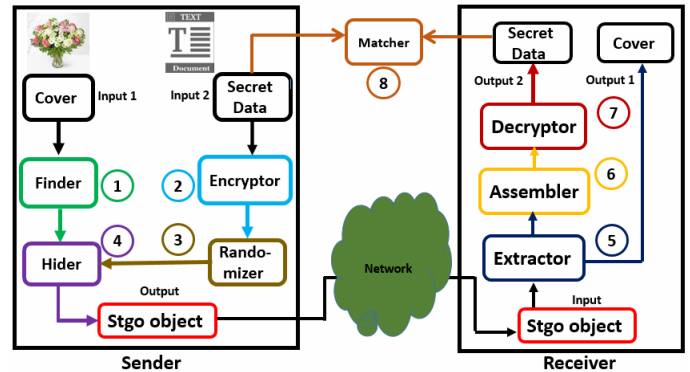 TEXT
T
Document
Cover
Input 1
Input 2
Secret
Data
Finder
1
2
Encryptor
Hider
4
3
Rando-
mizer
Output
Stgo object
Sender
Matcher
8
Network
Secret
Data
Cover
Output 2
Output 1
Decryptor
7
Assembler
6
Extractor
5
Input
Stgo object
Receiver